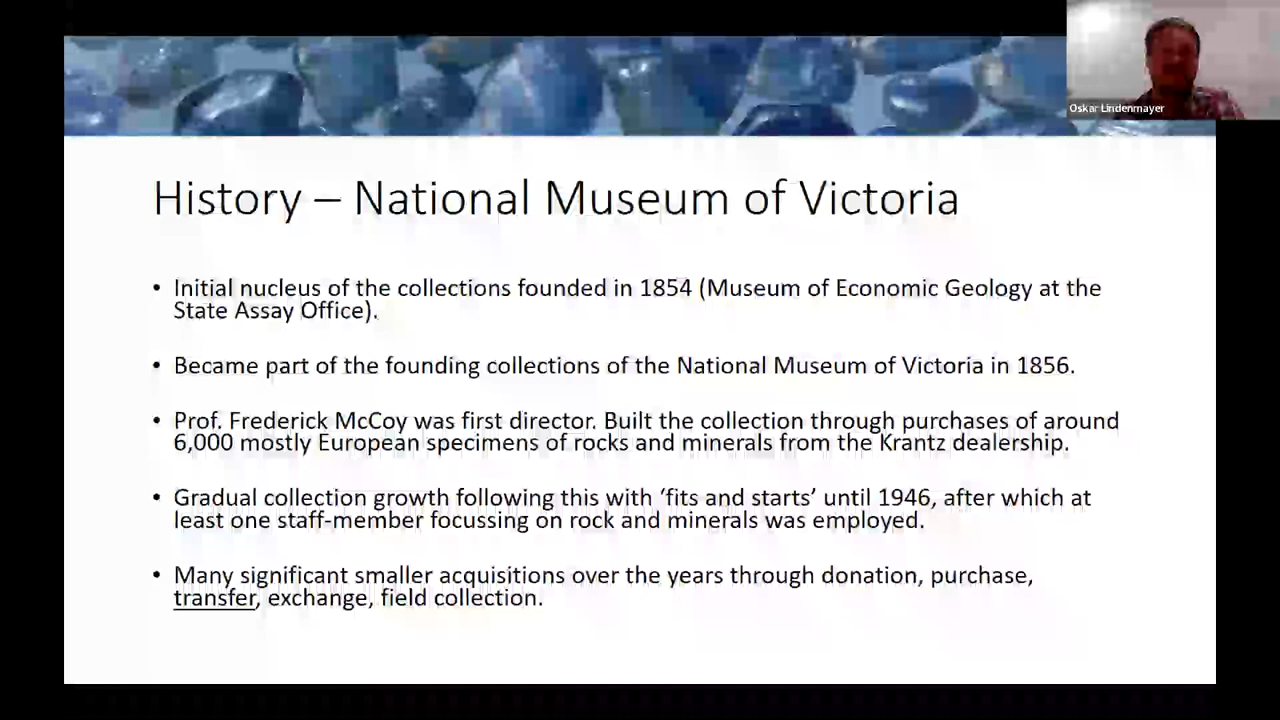 Oskar Lindenmayer
History – National Museum of Victoria
• Initial nucleus of the collections founded in 1854 (Museum of Economic Geology at the
State Assay Office).
• Became part of the founding collections of the National Museum of Victoria in 1856.
• Prof. Frederick McCoy was first director. Built the collection through purchases of around
6,000 mostly European specimens of rocks and minerals from the Krantz dealership.
• Gradual collection growth following this with ‘fits and starts’ until 1946, after which at
least one staff-member focussing on rock and minerals was employed.
• Many significant smaller acquisitions over the years through donation, purchase,
transfer, exchange, field collection.